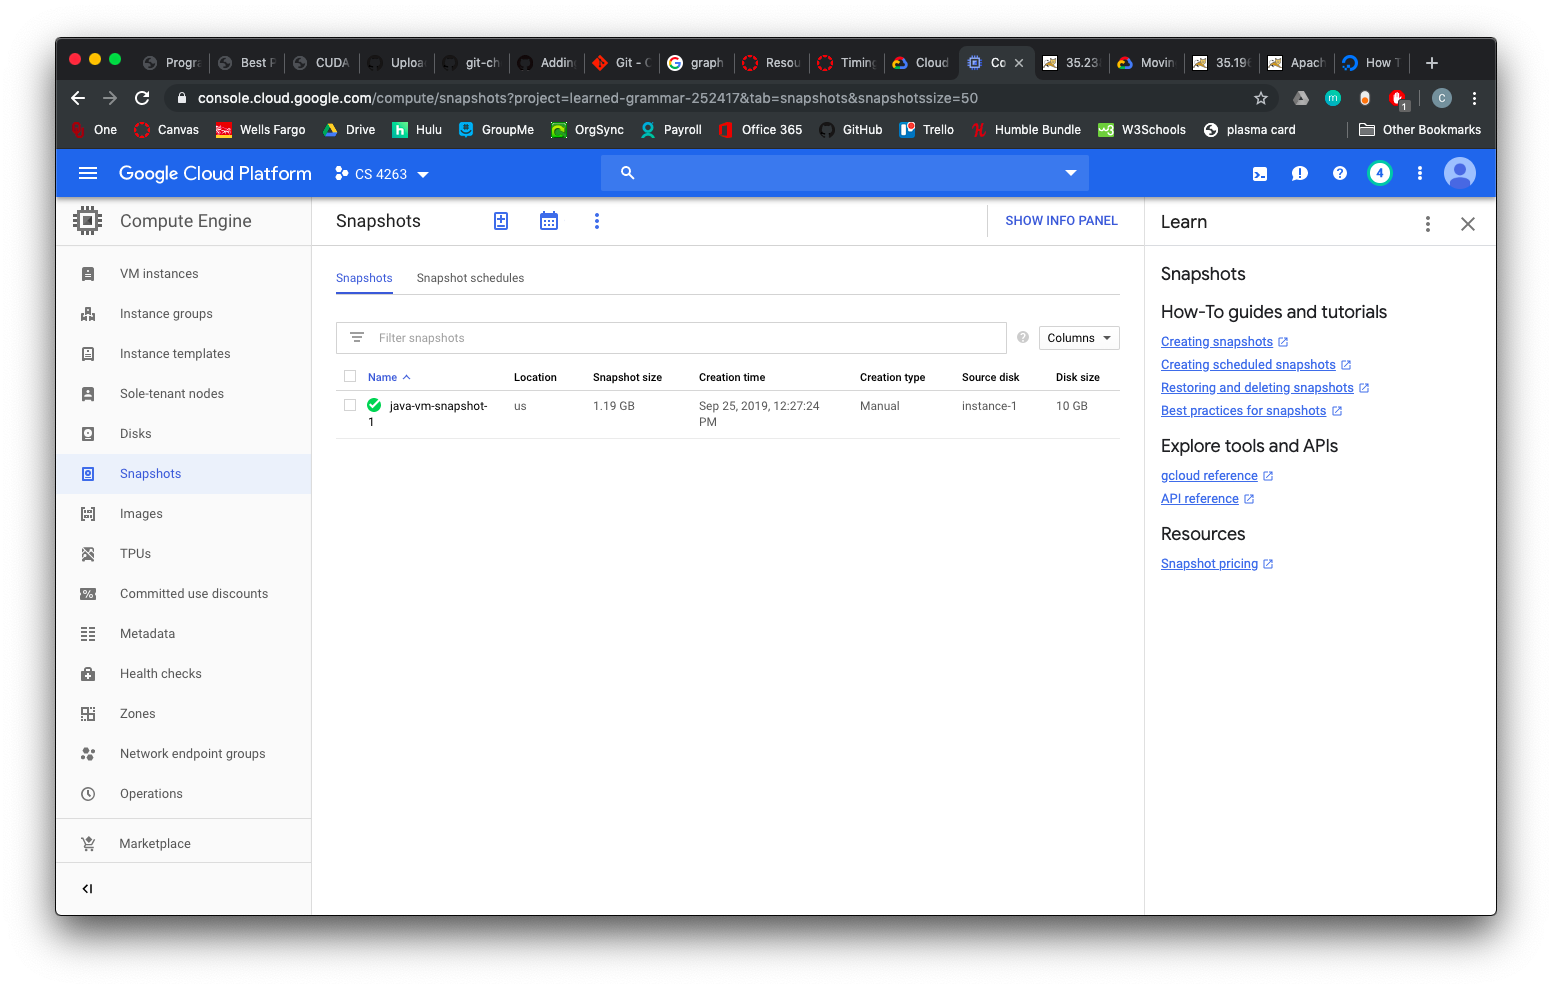 Progra
Best P
CUDA
Uploa
git-ch
Addin
Git - C
graph
Resou
Timing
Cloud
Co
35.23
Movin
35.196
Apach
How T
console.cloud.google.com/compute/snapshots?project=learned-grammar-252417&tab=snapshots&snapshotssize=50
m
1
C
One
Canvas
Wells Fargo
Drive
Hulu
GroupMe
OrgSync
Payroll
Office 365
GitHub
Trello
Humble Bundle
W3Schools
plasma card
Other Bookmarks
Google Cloud Platform
CS 4263
4
Compute Engine
VM instances
Instance groups
Instance templates
Sole-tenant nodes
Disks
Snapshots
Images
TPUs
Committed use discounts
Metadata
Health checks
Zones
Network endpoint groups
Operations
Marketplace
Snapshots
SHOW INFO PANEL
Snapshots
Snapshot schedules
Filter snapshots
Columns
Name Location Snapshot size Creation time Creation type Source disk Disk size
java-vm-snapshot- us 1.19 GB Sep 25, 2019, 12:27:24 Manual instance-1 10 GB
1 PM
Learn
Snapshots
How-To guides and tutorials
Creating snapshots
Creating scheduled snapshots
Restoring and deleting snapshots
Best practices for snapshots
Explore tools and APIs
gcloud reference
API reference
Resources
Snapshot pricing